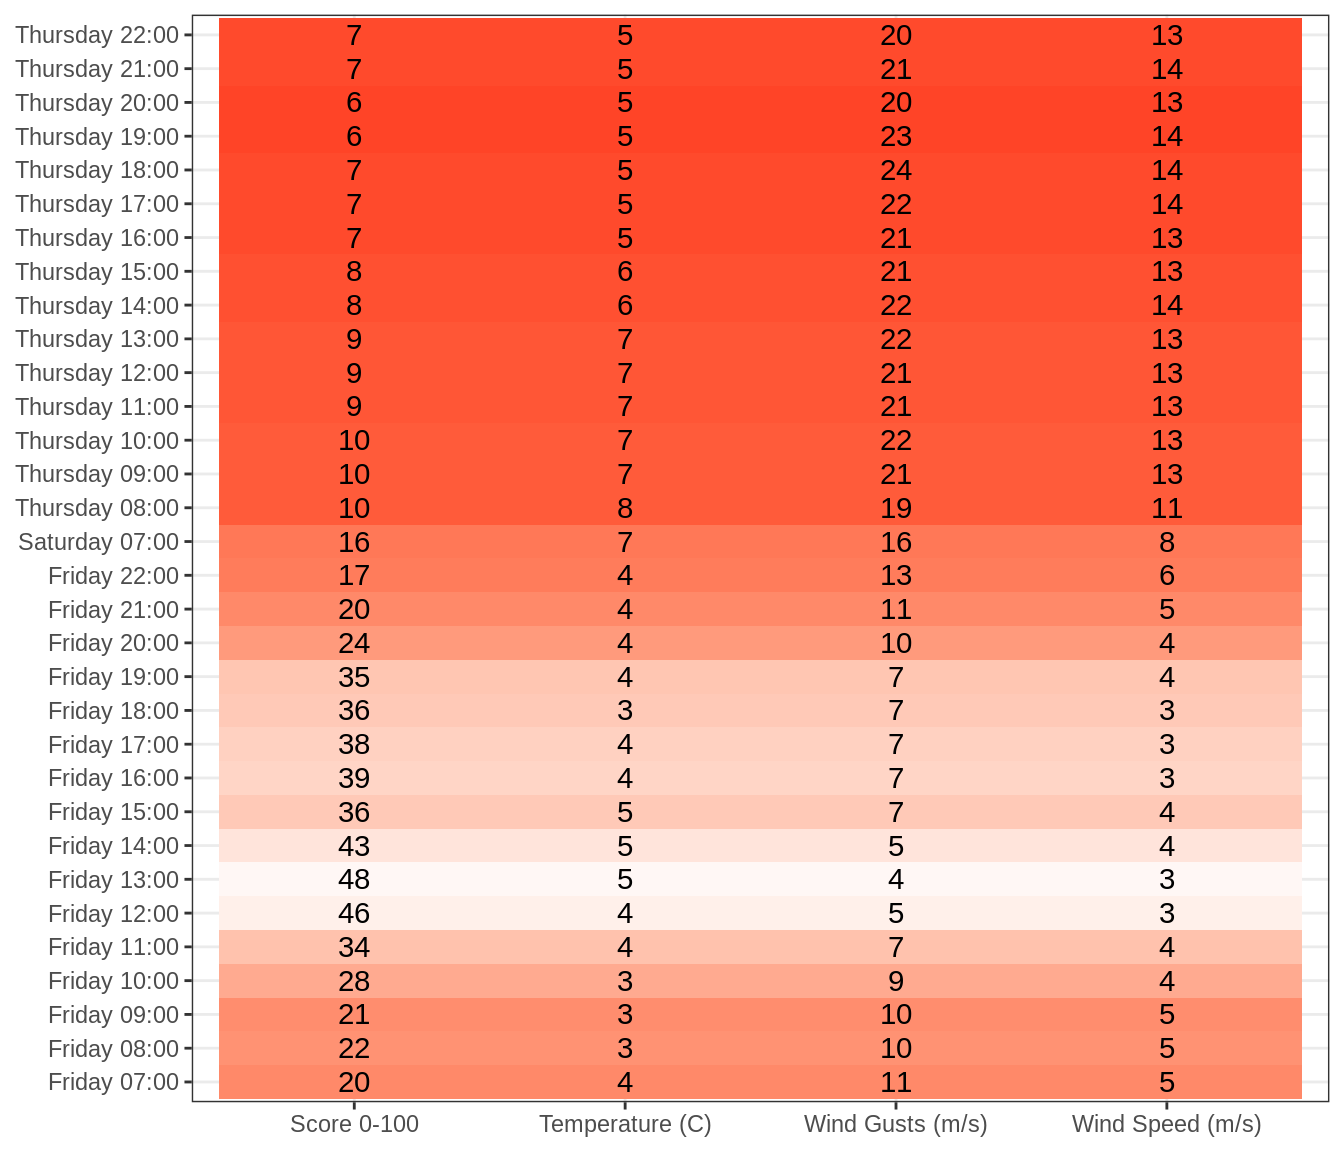 Thursday 22:00 7 5 20 13
Thursday 21:00 7 5 21 14
Thursday 20:00 6 5 20 13
Thursday 19:00 6 5 23 14
Thursday 18:00 7 5 24 14
Thursday 17:00 7 5 22 14
Thursday 16:00 7 5 21 13
Thursday 15:00 8 6 21 13
Thursday 14:00 8 6 22 14
Thursday 13:00 9 7 22 13
Thursday 12:00 9 7 21 13
Thursday 11:00 9 7 21 13
Thursday 10:00 10 7 22 13
Thursday 09:00 10 7 21 13
Thursday 08:00 10 8 19 11
Saturday 07:00 16 7 16 8
Friday 22:00 17 4 13 6
Friday 21:00 20 4 11 5
Friday 20:00 24 4 10 4
Friday 19:00 35 4 7 4
Friday 18:00 36 3 7 3
Friday 17:00 38 4 7 3
Friday 16:00 39 4 7 3
Friday 15:00 36 5 7 4
Friday 14:00 43 5 5 4
Friday 13:00 48 5 4 3
Friday 12:00 46 4 5 3
Friday 11:00 34 4 7 4
Friday 10:00 28 3 9 4
Friday 09:00 21 3 10 5
Friday 08:00 22 3 10 5
Friday 07:00 20 4 11 5
Score 0-100 Temperature (C) Wind Gusts (m/s) Wind Speed (m/s)